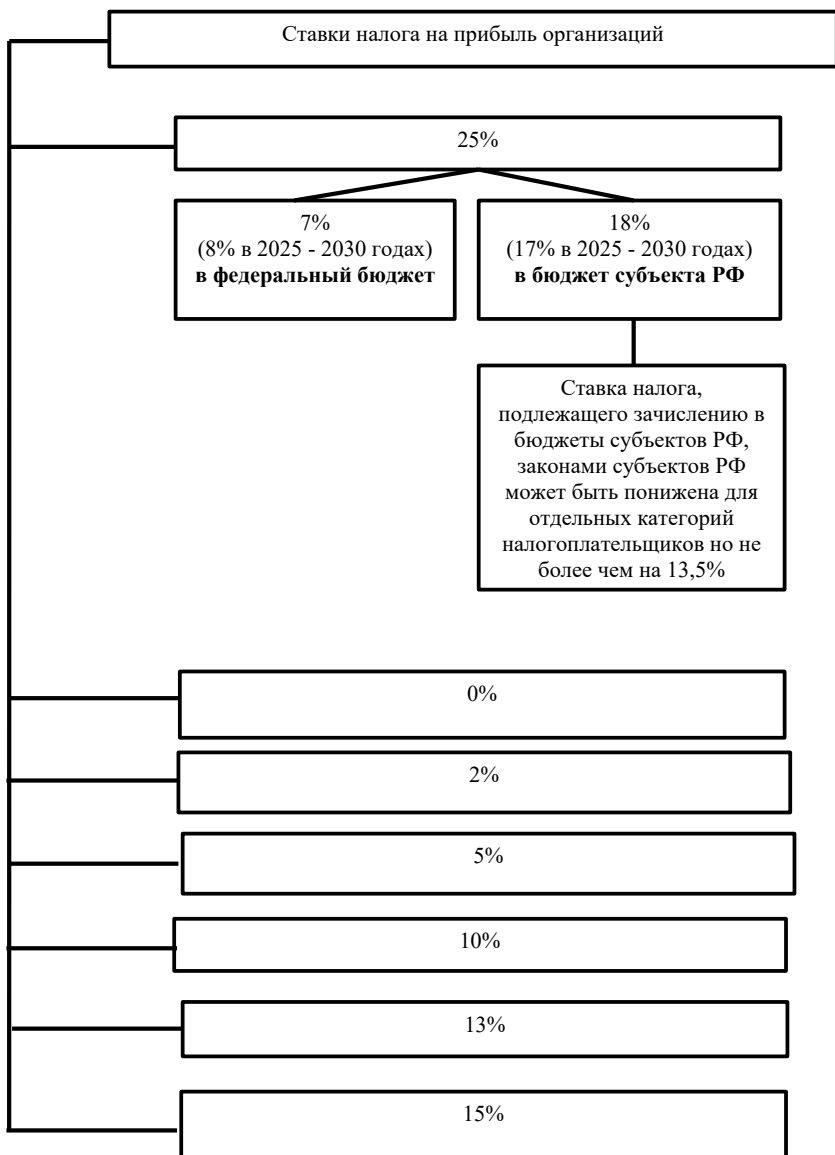 Ставки налога на прибыль организаций
25%
7%
(8% в 2025 - 2030 годах)
в федеральный бюджет
18%
(17% в 2025 - 2030 годах)
в бюджет субъекта РФ
Ставка налога,
подлежащего зачислению в
бюджеты субъектов РФ,
законами субъектов РФ
может быть понижена для
отдельных категорий
налогоплательщиков но не
более чем на 13,5%
0%
2%
5%
10%
13%
15%